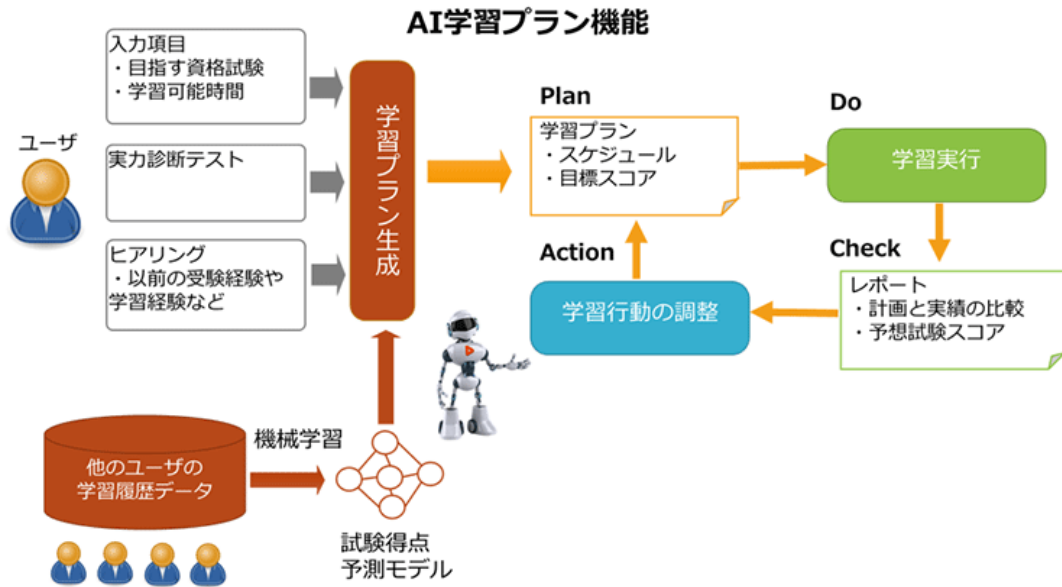 AI学習プラン機能
ユーザ
入力項目
・目指す資格試験
・学習可能時間
実力診断テスト
ヒアリング
・以前の受験経験や
学習経験など
学習プラン生成
Plan
学習プラン
・スケジュール
・目標スコア
Do
学習実行
Check
レポート
・計画と実績の比較
・予想試験スコア
Action
学習行動の調整
他のユーザの
学習履歴データ
機械学習
試験得点
予測モデル